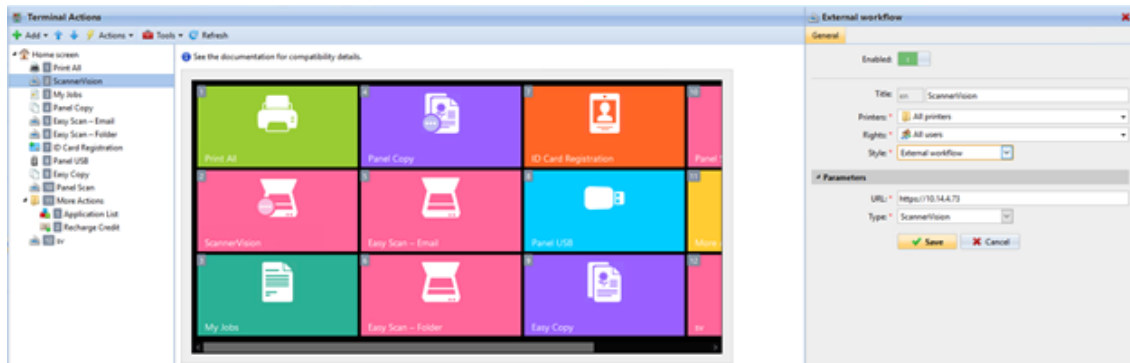 Terminal Actions
Add Actions Tools Refresh
Home screen
Print All
ScannerVision
My Jobs
Panel Copy
Easy Scan – Email
Easy Scan – Folder
ID Card Registration
Panel USB
Easy Copy
Panel Scan
More Actions
Application List
Recharge Credit
sv
See the documentation for compatibility details.
1 4 7 10
Print All Panel Copy ID Card Registration Panel S
2 5 8 11
ScannerVision Easy Scan – Email Panel USB More
3 6 9 12
My Jobs Easy Scan – Folder Easy Copy sv
External workflow
General
Enabled:
Title: en ScannerVision
Printers: * All printers
Rights: * All users
Style: * External workflow
Parameters
URL: * https://10.14.4.73
Type: * ScannerVision
Save Cancel